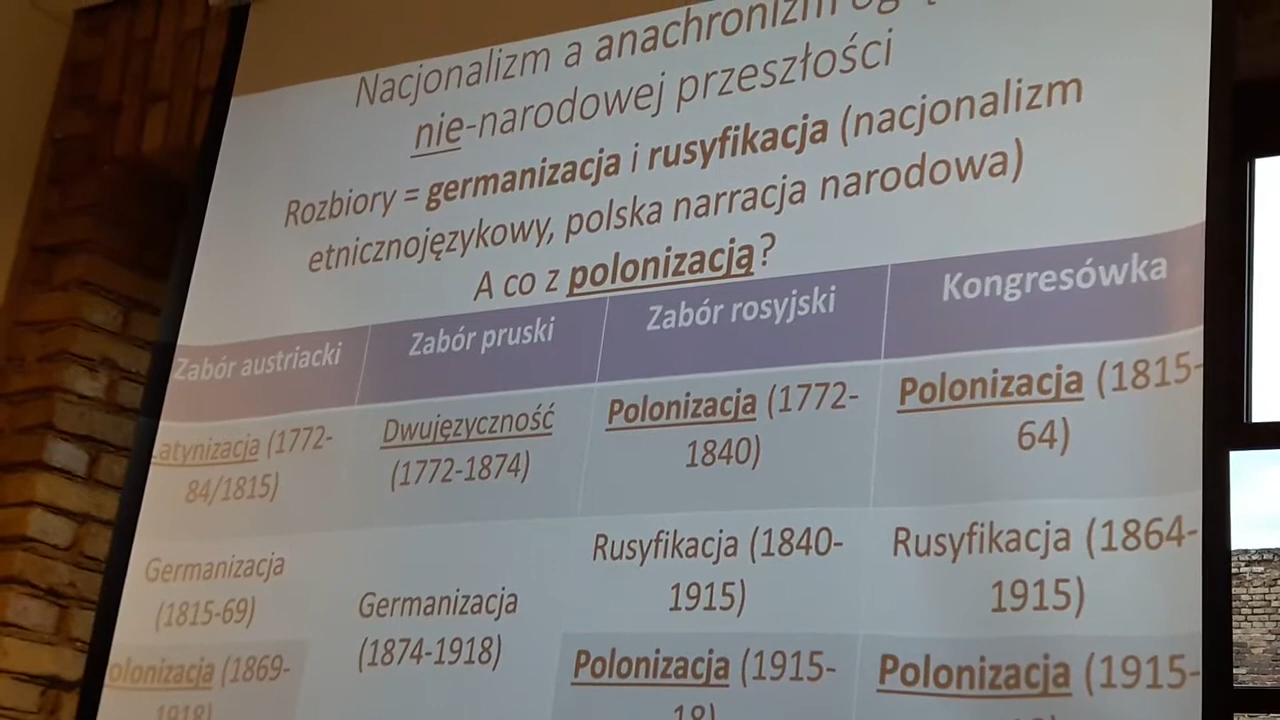 Nacjonalizm a anachronizm
nie-narodowej przeszłości
Rozbiory = germanizacja i rusyfikacja (nacjonalizm
etnicznojęzykowy, polska narracja narodowa)
A co z polonizacją?
Zabór austriacki
Zabór pruski
Zabór rosyjski
Kongresówka
atynizacja (1772-
84/1815)
Dwujęzyczność
(1772-1874)
Polonizacja (1772-
1840)
Polonizacja (1815-
64)
Germanizacja
(1815-69)
Germanizacja
(1874-1918)
Rusyfikacja (1840-
1915)
Rusyfikacja (1864-
1915)
olonizacja (1869-
1918)
Polonizacja (1915-
18)
Polonizacja (1915-